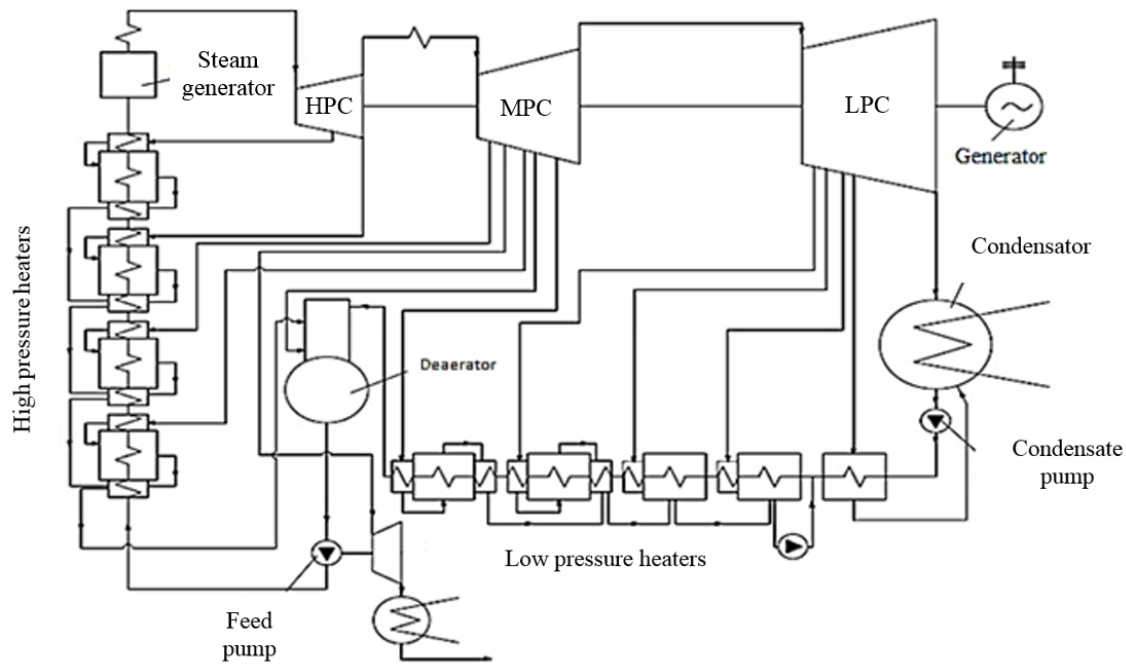 Steam
generator
HPC
MPC
LPC
Generator
High pressure heaters
Condensator
Deaerator
Condensate
pump
Low pressure heaters
Feed
pump